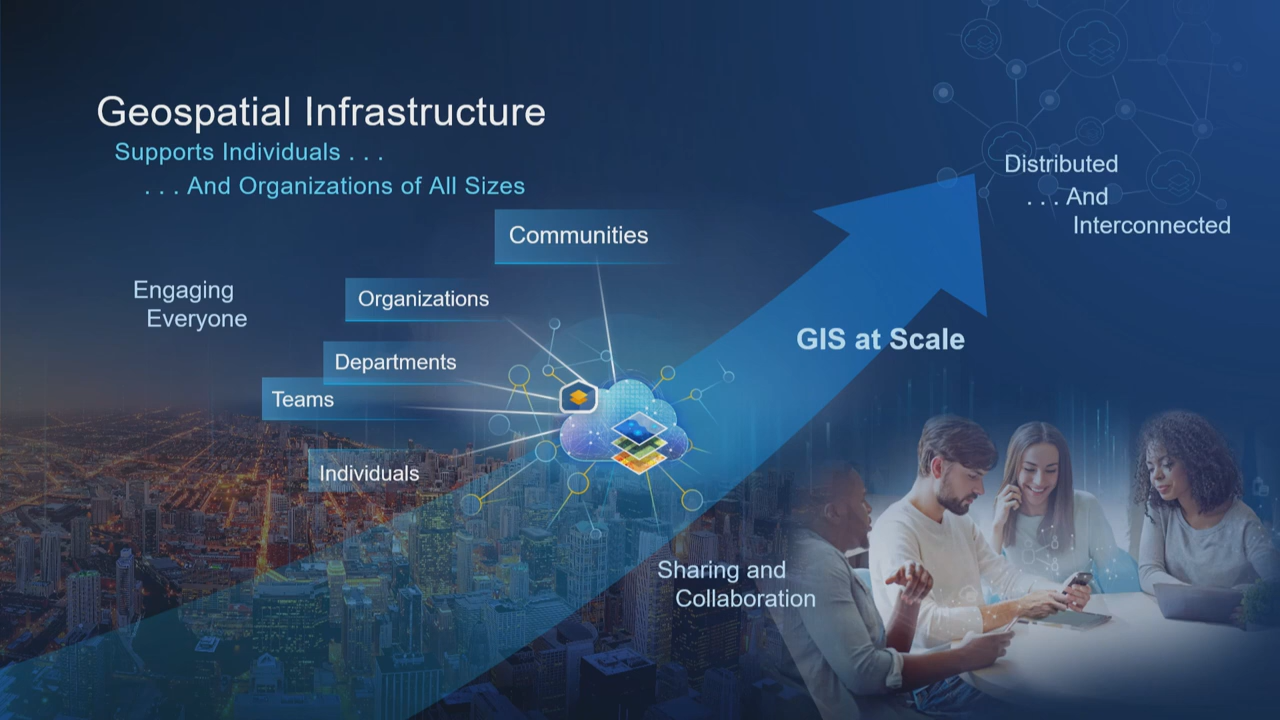 Geospatial Infrastructure
Supports Individuals . . .
. . . And Organizations of All Sizes
Distributed
. . . And
Interconnected
Communities
Engaging
Everyone
Organizations
Departments
Teams
Individuals
GIS at Scale
Sharing and
Collaboration